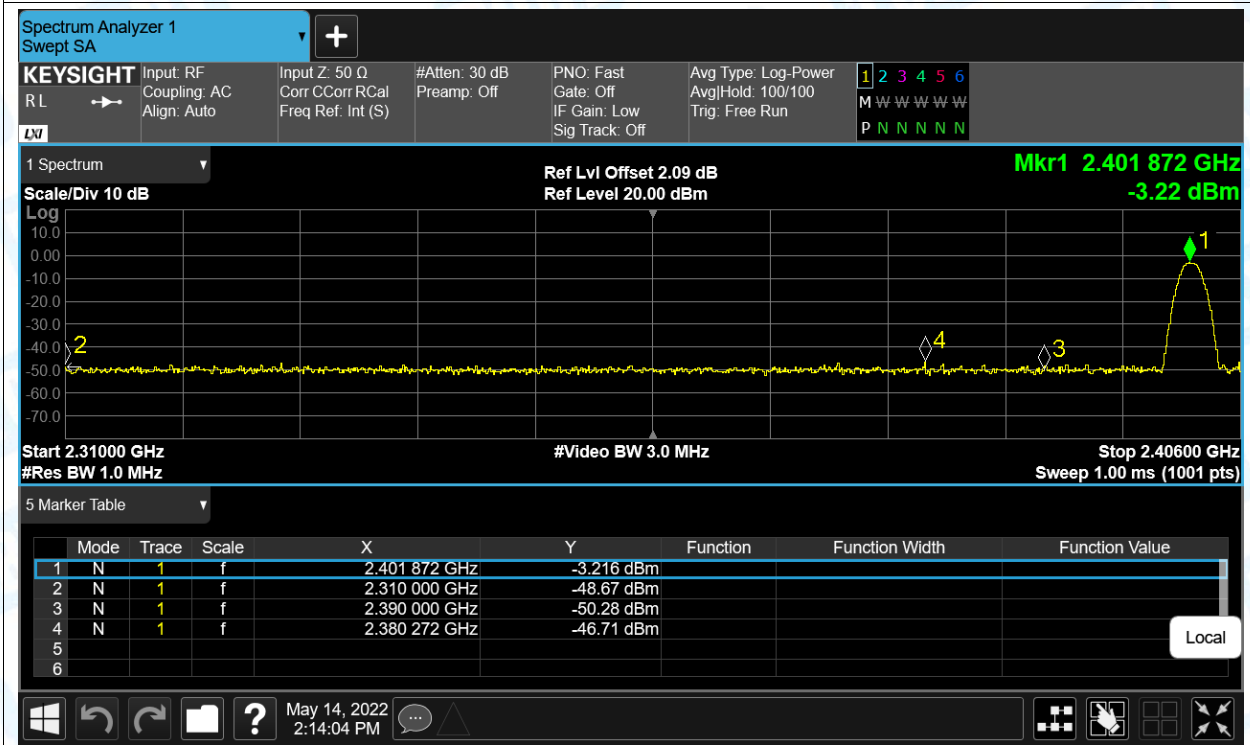 Spectrum Analyzer 1
Swept SA
KEYSIGHT
R L
LXI
Input: RF
Coupling: AC
Align: Auto
Input Z: 50 Ω
Corr CCorr RCal
Freq Ref: Int (S)
#Atten: 30 dB
Preamp: Off
PNO: Fast
Gate: Off
IF Gain: Low
Sig Track: Off
Avg Type: Log-Power
Avg|Hold: 100/100
Trig: Free Run
1 2 3 4 5 6
M W W W W W
P N N N N N
1 Spectrum
Scale/Div 10 dB
Ref Lvl Offset 2.09 dB
Ref Level 20.00 dBm
Mkr1 2.401 872 GHz
-3.22 dBm
Log
10.0
0.00
-10.0
-20.0
-30.0
-40.0
-50.0
-60.0
-70.0
1
2
4
3
Start 2.31000 GHz
#Video BW 3.0 MHz
Stop 2.40600 GHz
#Res BW 1.0 MHz
Sweep 1.00 ms (1001 pts)
5 Marker Table
Mode Trace Scale X Y Function Function Width Function Value
1 N 1 f 2.401 872 GHz -3.216 dBm
2 N 1 f 2.310 000 GHz -48.67 dBm
3 N 1 f 2.390 000 GHz -50.28 dBm
4 N 1 f 2.380 272 GHz -46.71 dBm
5
6
Local
?
May 14, 2022
2:14:04 PM